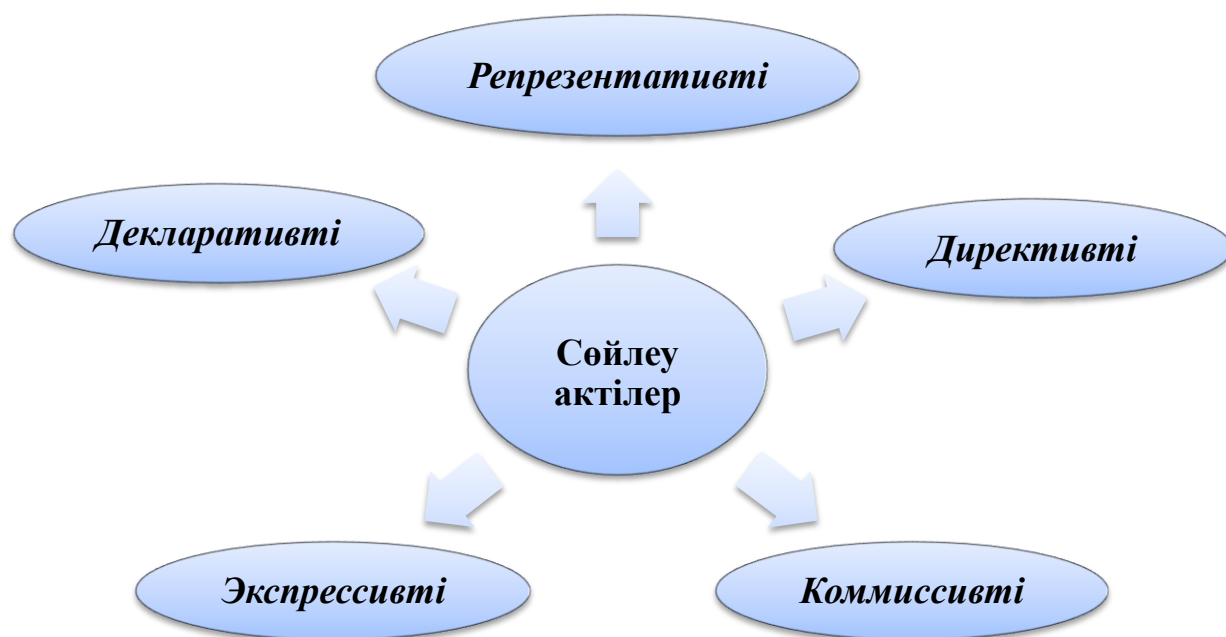 Репрезентативті
Декларативті
Директивті
Сөйлеу
актілер
Экспрессивті
Коммиссивті